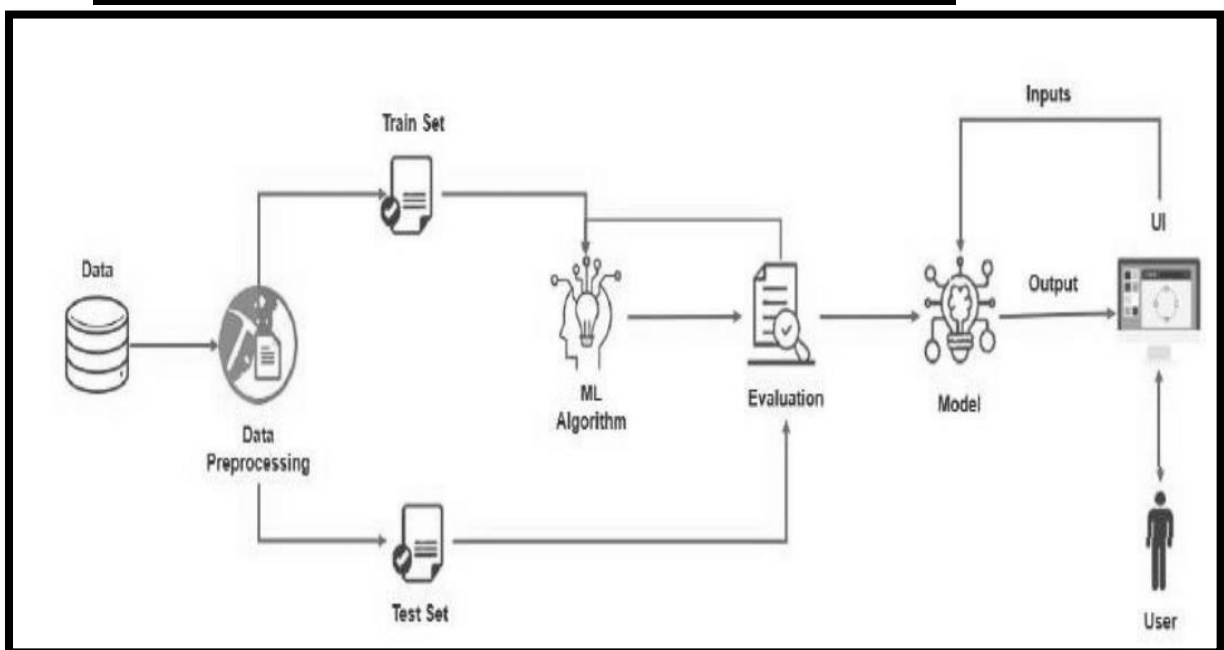 Data
Data
Preprocessing
Train Set
Test Set
ML
Algorithm
Evaluation
Model
Inputs
Output
UI
User